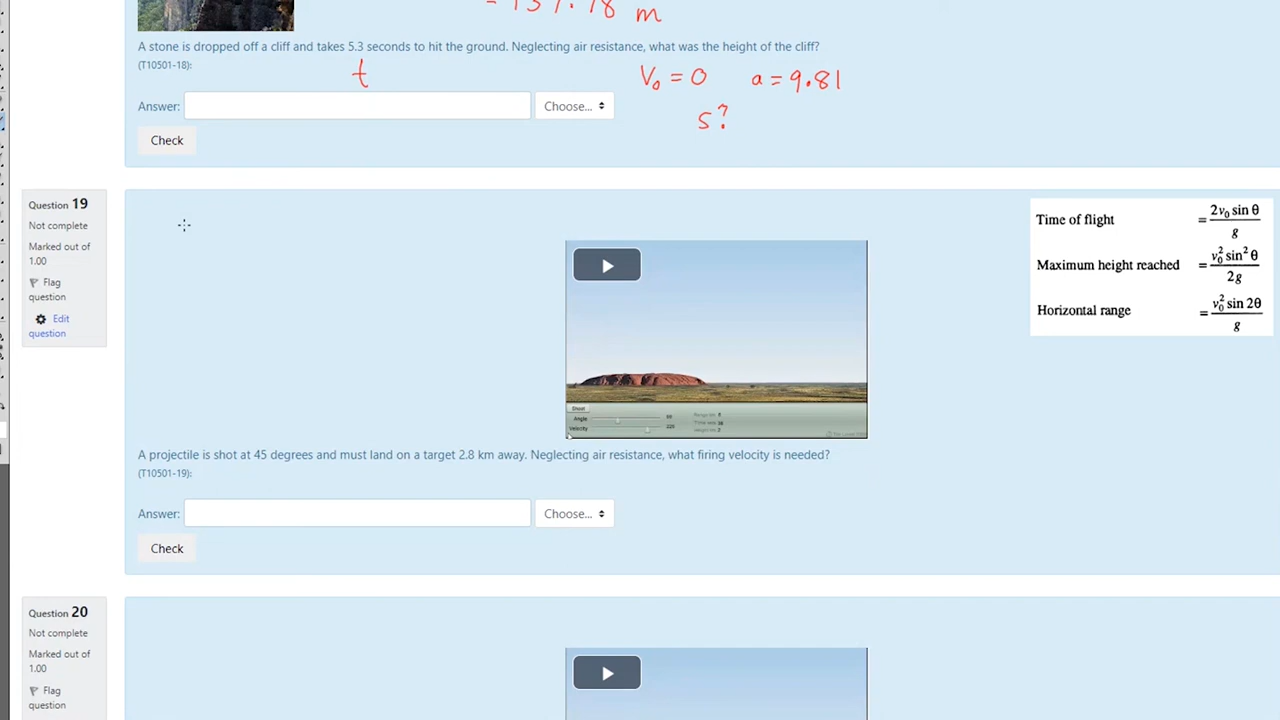 = 137.78 m
A stone is dropped off a cliff and takes 5.3 seconds to hit the ground. Neglecting air resistance, what was the height of the cliff?
(T10501-18):
t
V₀ = 0 a = 9.81
Answer: Choose...
s?
Check
Question 19
Not complete
Marked out of
1.00
Flag
question
Edit
question
Time of flight = 2v₀ sin θ / g
Maximum height reached = v₀² sin² θ / 2g
Horizontal range = v₀² sin 2θ / g
Shoot
Angle
Velocity
A projectile is shot at 45 degrees and must land on a target 2.8 km away. Neglecting air resistance, what firing velocity is needed?
(T10501-19):
Answer: Choose...
Check
Question 20
Not complete
Marked out of
1.00
Flag
question